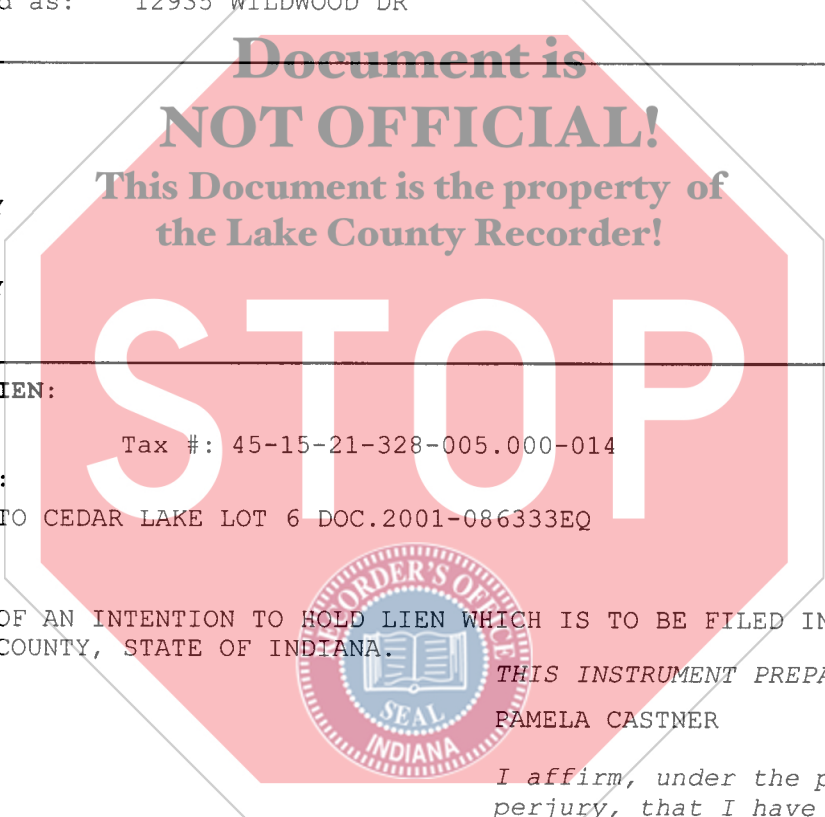 d as: 12935 WILDWOOD DR
Document is
NOT OFFICIAL!
This Document is the property of
the Lake County Recorder!
Y
Y
STOP
IEN:
Tax #: 45-15-21-328-005.000-014
:
TO CEDAR LAKE LOT 6 DOC.2001-086333EQ
RECORDER'S OFFICE
OF AN INTENTION TO HOLD LIEN WHICH IS TO BE FILED IN
COUNTY, STATE OF INDIANA.
THIS INSTRUMENT PREPA
SEAL
PAMELA CASTNER
INDIANA
I affirm, under the p
perjury, that I have